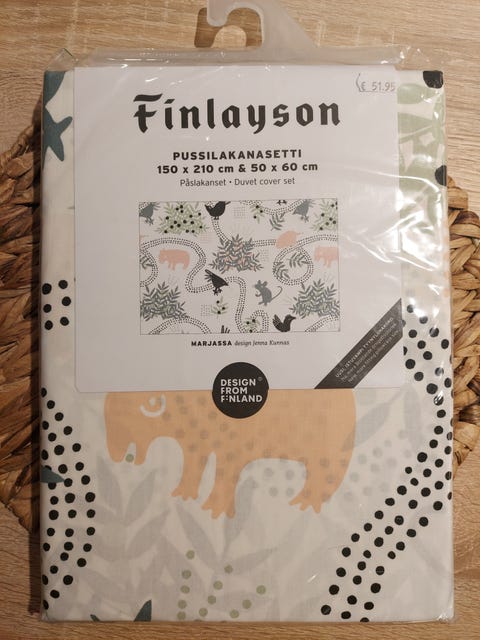 € 51.95
Finlayson
PUSSILAKANASETTI
150 x 210 cm & 50 x 60 cm
Påslakanset • Duvet cover set
MARJASSA design Jenna Kunnas
DESIGN
FROM
FINLAND